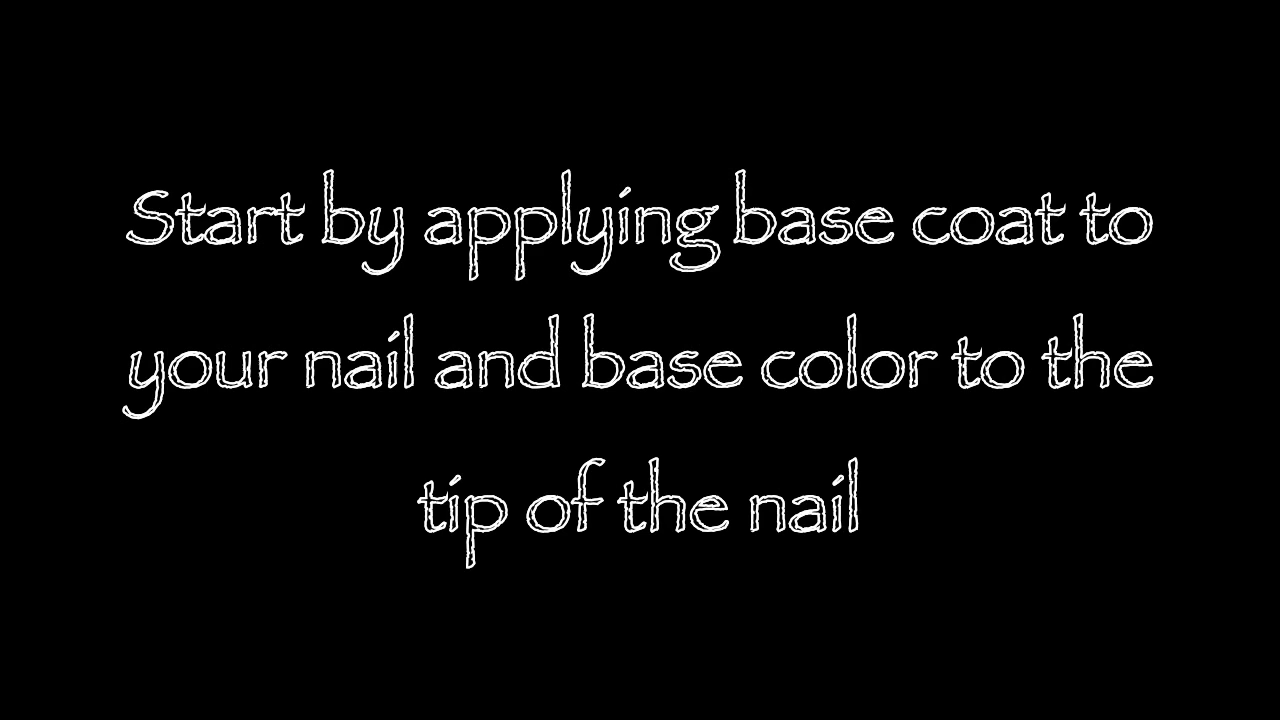 Start by applying base coat to
your nail and base color to the
tip of the nail